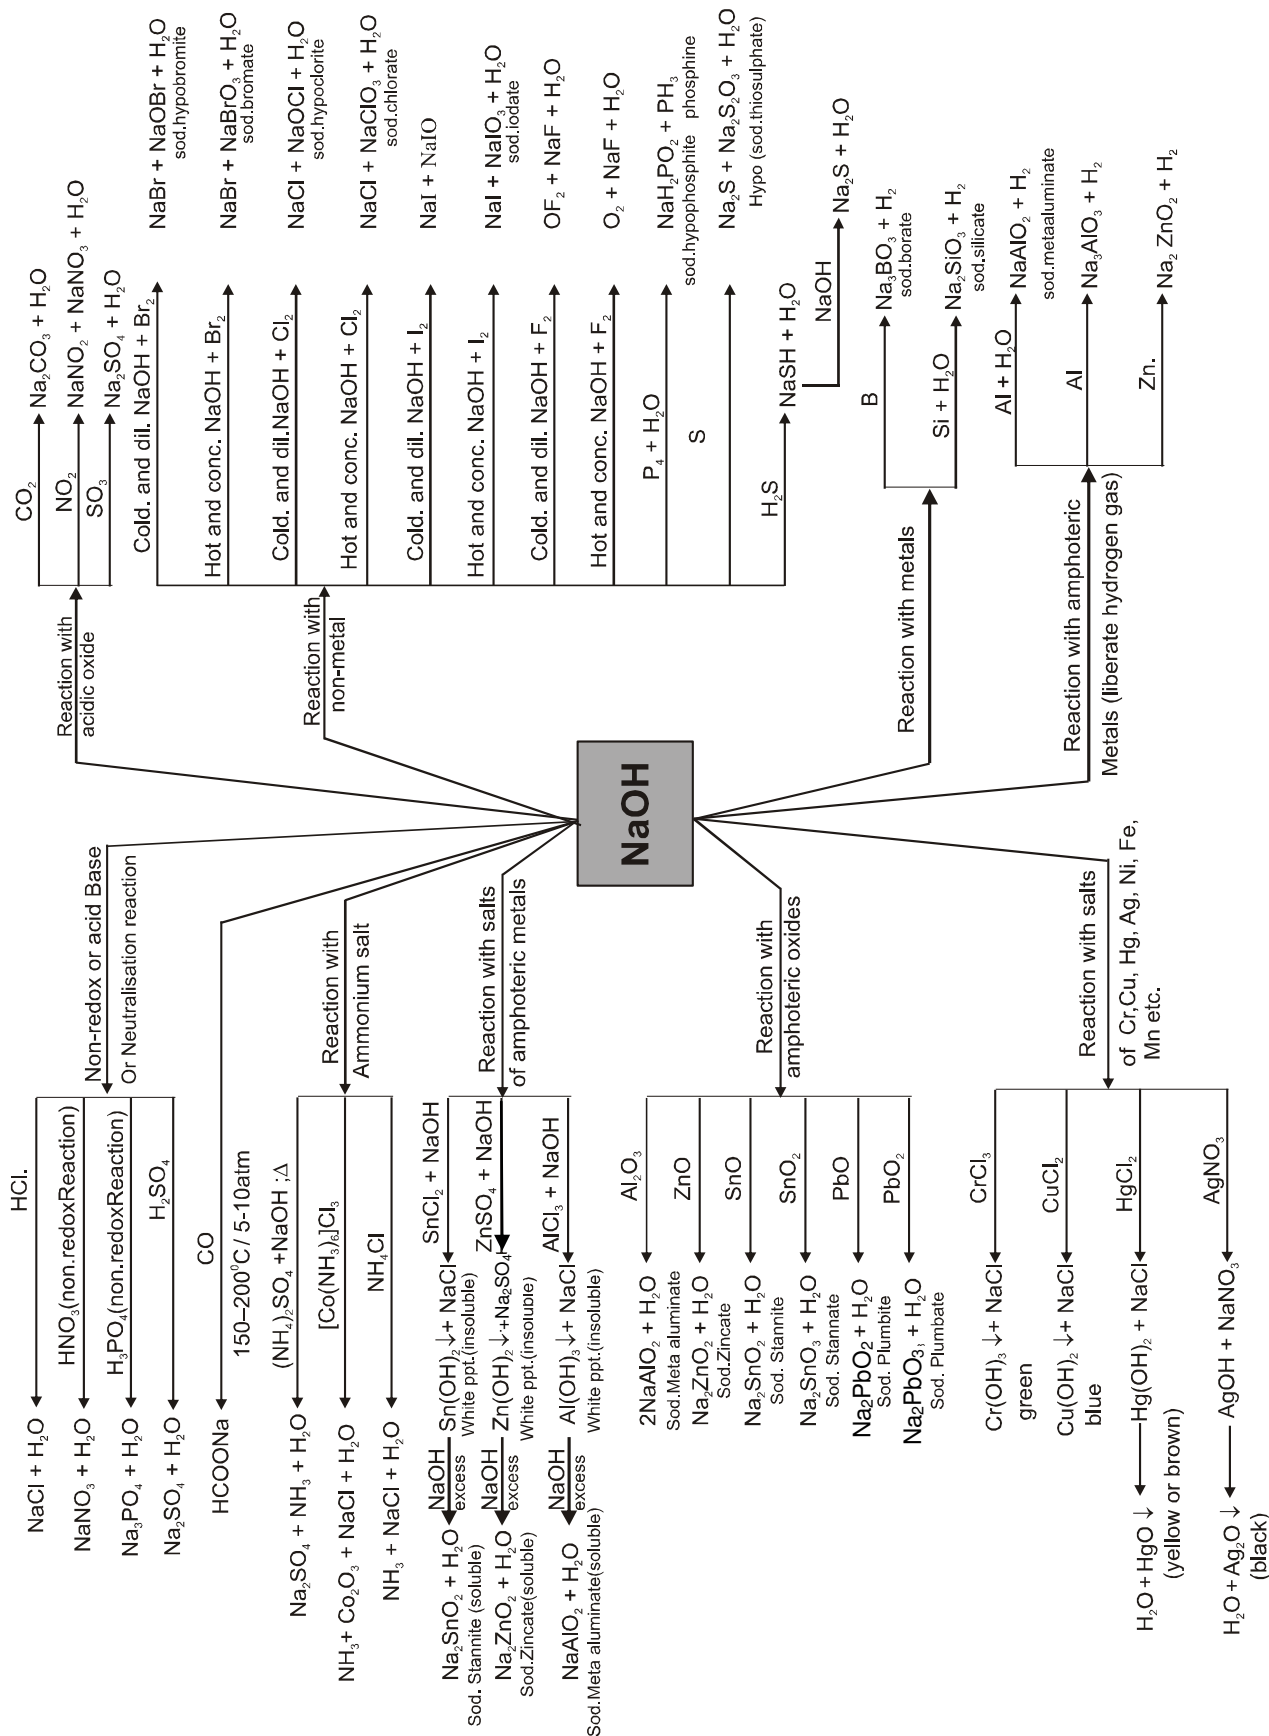 NaOH
Non-redox or acid Base
Or Neutralisation reaction
HCl.
NaCl + H₂O
HNO₃(non.redoxReaction)
NaNO₃ + H₂O
H₃PO₄(non.redoxReaction)
Na₃PO₄ + H₂O
H₂SO₄
Na₂SO₄ + H₂O
CO
150–200⁰C / 5-10atm
HCOONa
Reaction with
Ammonium salt
(NH₄)₂SO₄ +NaOH ;Δ
Na₂SO₄ + NH₃ + H₂O
[Co(NH₃)₆]Cl₃
NH₃+ Co₂O₃ + NaCl + H₂O
NH₄Cl
NH₃ + NaCl + H₂O
Reaction with salts
of amphoteric metals
SnCl₂ + NaOH
Sn(OH)₂ ↓+ NaCl
White ppt.(insoluble)
NaOH
excess
Na₂SnO₂ + H₂O
Sod. Stannite (soluble)
ZnSO₄ + NaOH
Zn(OH)₂ ↓+Na₂SO₄
White ppt.(insoluble)
NaOH
excess
Na₂ZnO₂ + H₂O
Sod.Zincate(soluble)
AlCl₃ + NaOH
Al(OH)₃ ↓+ NaCl
White ppt.(insoluble)
NaOH
excess
NaAlO₂ + H₂O
Sod.Meta aluminate(soluble)
Reaction with
amphoteric oxides
Al₂O₃
2NaAlO₂ + H₂O
Sod.Meta aluminate
ZnO
Na₂ZnO₂ + H₂O
Sod.Zincate
SnO
Na₂SnO₂ + H₂O
Sod. Stannite
SnO₂
Na₂SnO₃ + H₂O
Sod. Stannate
PbO
Na₂PbO₂ + H₂O
Sod. Plumbite
PbO₂
Na₂PbO₃ + H₂O
Sod. Plumbate
Reaction with salts
of Cr,Cu, Hg, Ag, Ni, Fe,
Mn etc.
CrCl₃
Cr(OH)₃ ↓+ NaCl
green
CuCl₂
Cu(OH)₂ ↓+ NaCl
blue
HgCl₂
Hg(OH)₂ + NaCl
H₂O + HgO ↓
(yellow or brown)
AgNO₃
AgOH + NaNO₃
H₂O + Ag₂O ↓
(black)
Reaction with
acidic oxide
CO₂
Na₂CO₃ + H₂O
NO₂
NaNO₂ + NaNO₃ + H₂O
SO₃
Na₂SO₄ + H₂O
Reaction with
non-metal
Cold. and dil. NaOH + Br₂
NaBr + NaOBr + H₂O
sod.hypobromite
Hot and conc. NaOH + Br₂
NaBr + NaBrO₃ + H₂O
sod.bromate
Cold. and dil.NaOH + Cl₂
NaCl + NaOCl + H₂O
sod.hypoclorite
Hot and conc. NaOH + Cl₂
NaCl + NaClO₃ + H₂O
sod.chlorate
Cold. and dil. NaOH + I₂
NaI + NaIO
Hot and conc. NaOH + I₂
NaI + NaIO₃ + H₂O
sod.iodate
Cold. and dil. NaOH + F₂
OF₂ + NaF + H₂O
Hot and conc. NaOH + F₂
O₂ + NaF + H₂O
P₄ + H₂O
NaH₂PO₂ + PH₃
sod.hypophosphite phosphine
S
Na₂S + Na₂S₂O₃ + H₂O
Hypo (sod.thiosulphate)
H₂S
NaSH + H₂O
NaOH
Na₂S + H₂O
Reaction with metals
B
Na₃BO₃ + H₂
sod.borate
Si + H₂O
Na₂SiO₃ + H₂
sod.silicate
Reaction with amphoteric
Metals (liberate hydrogen gas)
Al + H₂O
NaAlO₂ + H₂
sod.metaaluminate
Al
Na₃AlO₃ + H₂
Zn.
Na₂ ZnO₂ + H₂